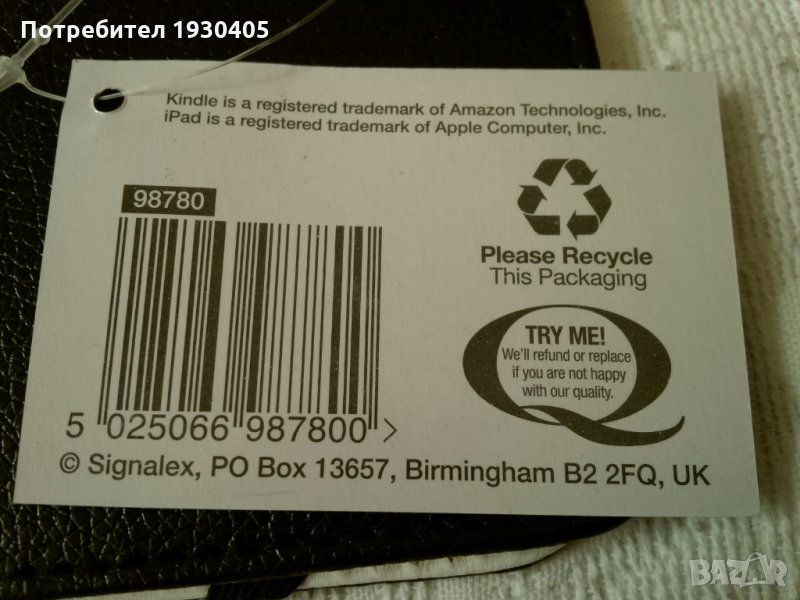 Потребител 1930405
Kindle is a registered trademark of Amazon Technologies, Inc.
iPad is a registered trademark of Apple Computer, Inc.
98780
Please Recycle
This Packaging
TRY ME!
We'll refund or replace
if you are not happy
with our quality.
5 025066 987800 >
© Signalex, PO Box 13657, Birmingham B2 2FQ, UK
BAZAR